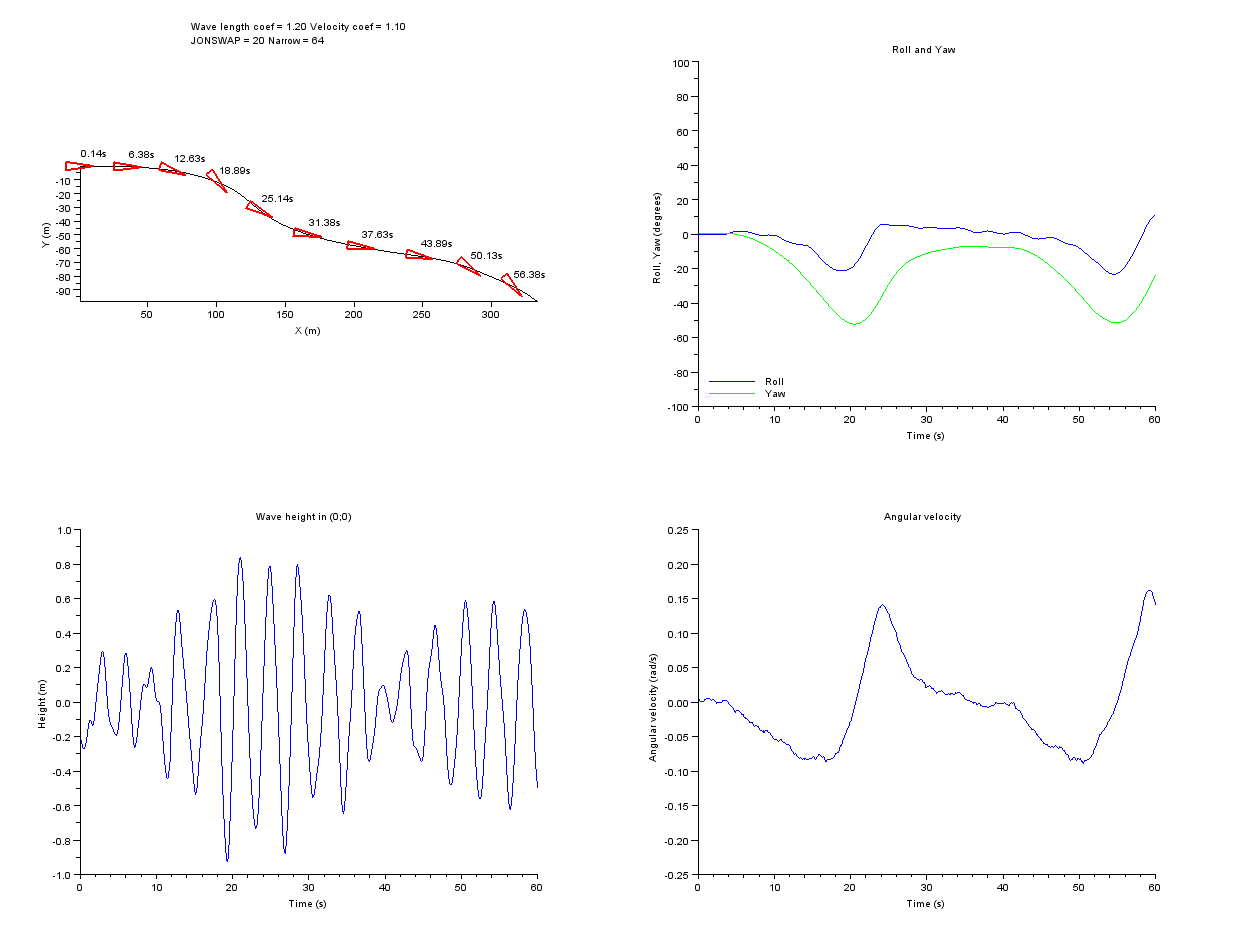 Wave length coef = 1.20 Velocity coef = 1.10
JONSWAP = 20 Narrow = 64
0.14s
6.38s
12.63s
18.89s
25.14s
31.38s
37.63s
43.89s
50.13s
56.38s
-10
-20
-30
-40
-50
-60
-70
-80
-90
Y (m)
50
100
150
200
250
300
X (m)
Roll and Yaw
100
80
60
40
20
0
-20
-40
-60
-80
-100
Roll, Yaw (degrees)
Roll
Yaw
0
10
20
30
40
50
60
Time (s)
Wave height in (0;0)
1.0
0.8
0.6
0.4
0.2
0.0
-0.2
-0.4
-0.6
-0.8
-1.0
Height (m)
0
10
20
30
40
50
60
Time (s)
Angular velocity
0.25
0.20
0.15
0.10
0.05
0.00
-0.05
-0.10
-0.15
-0.20
-0.25
Angular velocity (rad/s)
0
10
20
30
40
50
60
Time (s)